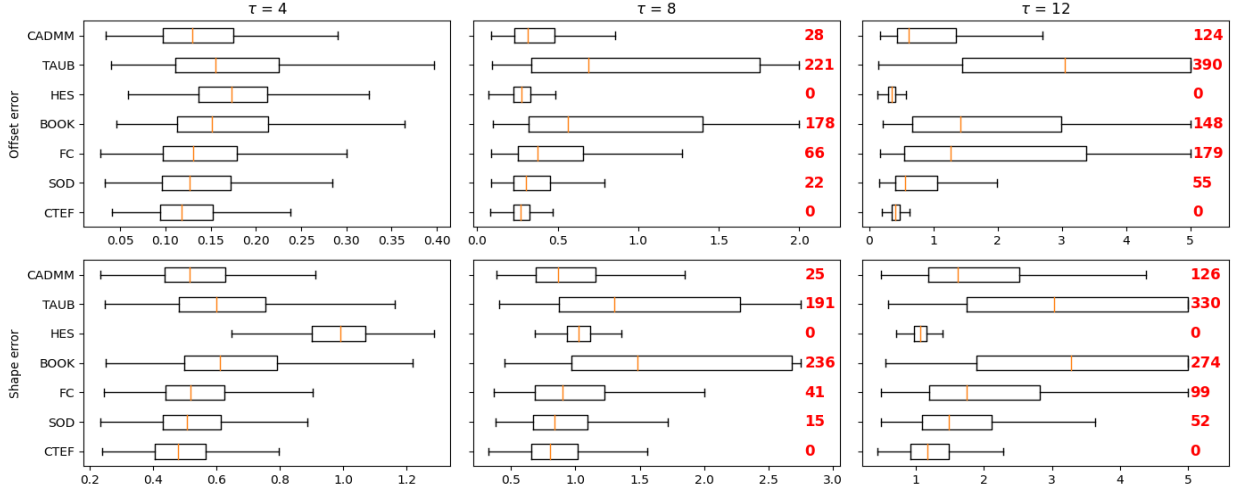 τ = 4
τ = 8
τ = 12
Offset error
CADMM
TAUB
HES
BOOK
FC
SOD
CTEF
28
221
0
178
66
22
0
124
390
0
148
179
55
0
0.05 0.10 0.15 0.20 0.25 0.30 0.35 0.40
0.0 0.5 1.0 1.5 2.0
0 1 2 3 4 5
Shape error
CADMM
TAUB
HES
BOOK
FC
SOD
CTEF
25
191
0
236
41
15
0
126
330
0
274
99
52
0
0.2 0.4 0.6 0.8 1.0 1.2
0.5 1.0 1.5 2.0 2.5 3.0
0 1 2 3 4 5